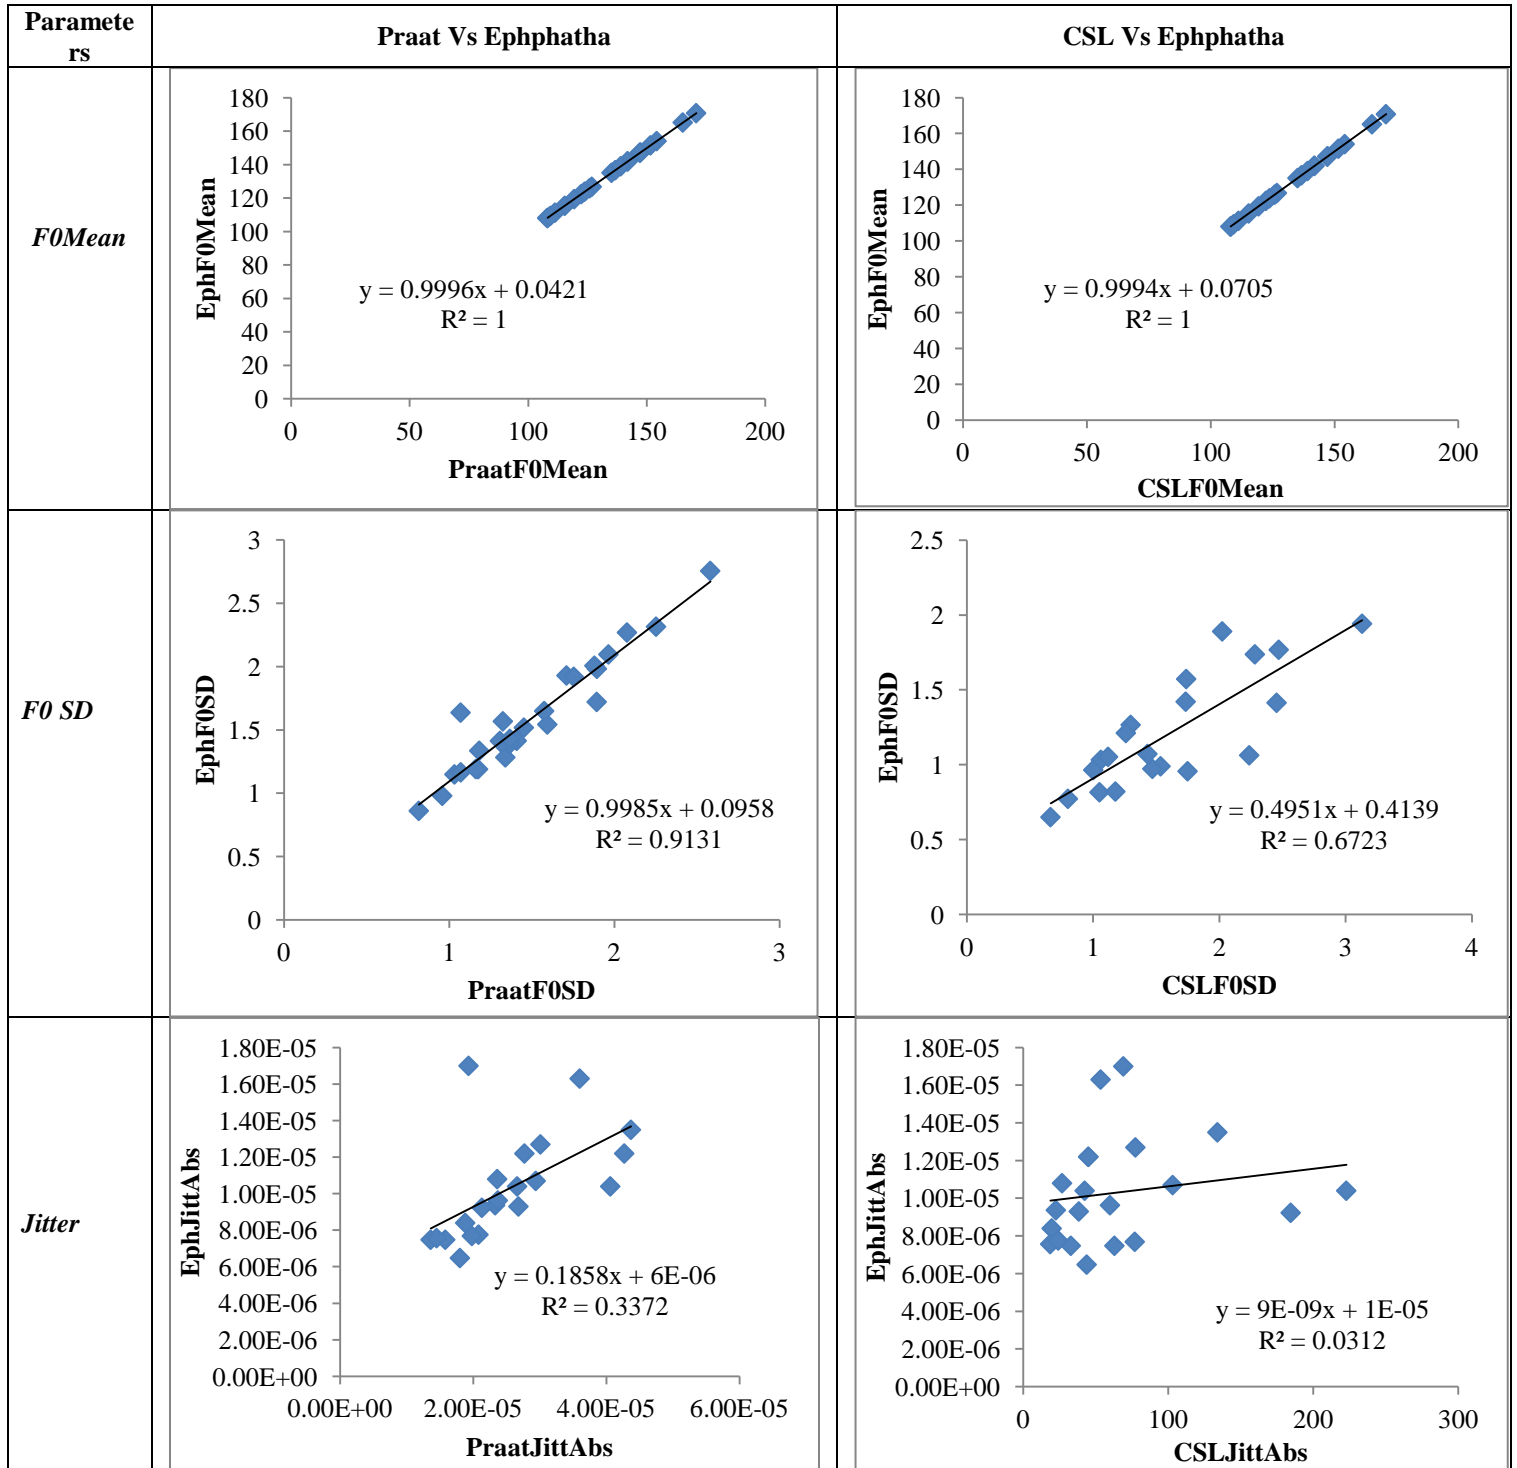 Paramete
rs
Praat Vs Ephphatha
CSL Vs Ephphatha
F0Mean
180
160
140
120
100
80
60
40
20
0
EphF0Mean
y = 0.9996x + 0.0421
R² = 1
0 50 100 150 200
PraatF0Mean
180
160
140
120
100
80
60
40
20
0
EphF0Mean
y = 0.9994x + 0.0705
R² = 1
0 50 100 150 200
CSLF0Mean
F0 SD
3
2.5
2
1.5
1
0.5
0
EphF0SD
y = 0.9985x + 0.0958
R² = 0.9131
0 1 2 3
PraatF0SD
2.5
2
1.5
1
0.5
0
EphF0SD
y = 0.4951x + 0.4139
R² = 0.6723
0 1 2 3 4
CSLF0SD
Jitter
1.80E-05
1.60E-05
1.40E-05
1.20E-05
1.00E-05
8.00E-06
6.00E-06
4.00E-06
2.00E-06
0.00E+00
EphJittAbs
y = 0.1858x + 6E-06
R² = 0.3372
0.00E+00 2.00E-05 4.00E-05 6.00E-05
PraatJittAbs
1.80E-05
1.60E-05
1.40E-05
1.20E-05
1.00E-05
8.00E-06
6.00E-06
4.00E-06
2.00E-06
0.00E+00
EphJittAbs
y = 9E-09x + 1E-05
R² = 0.0312
0 100 200 300
CSLJittAbs